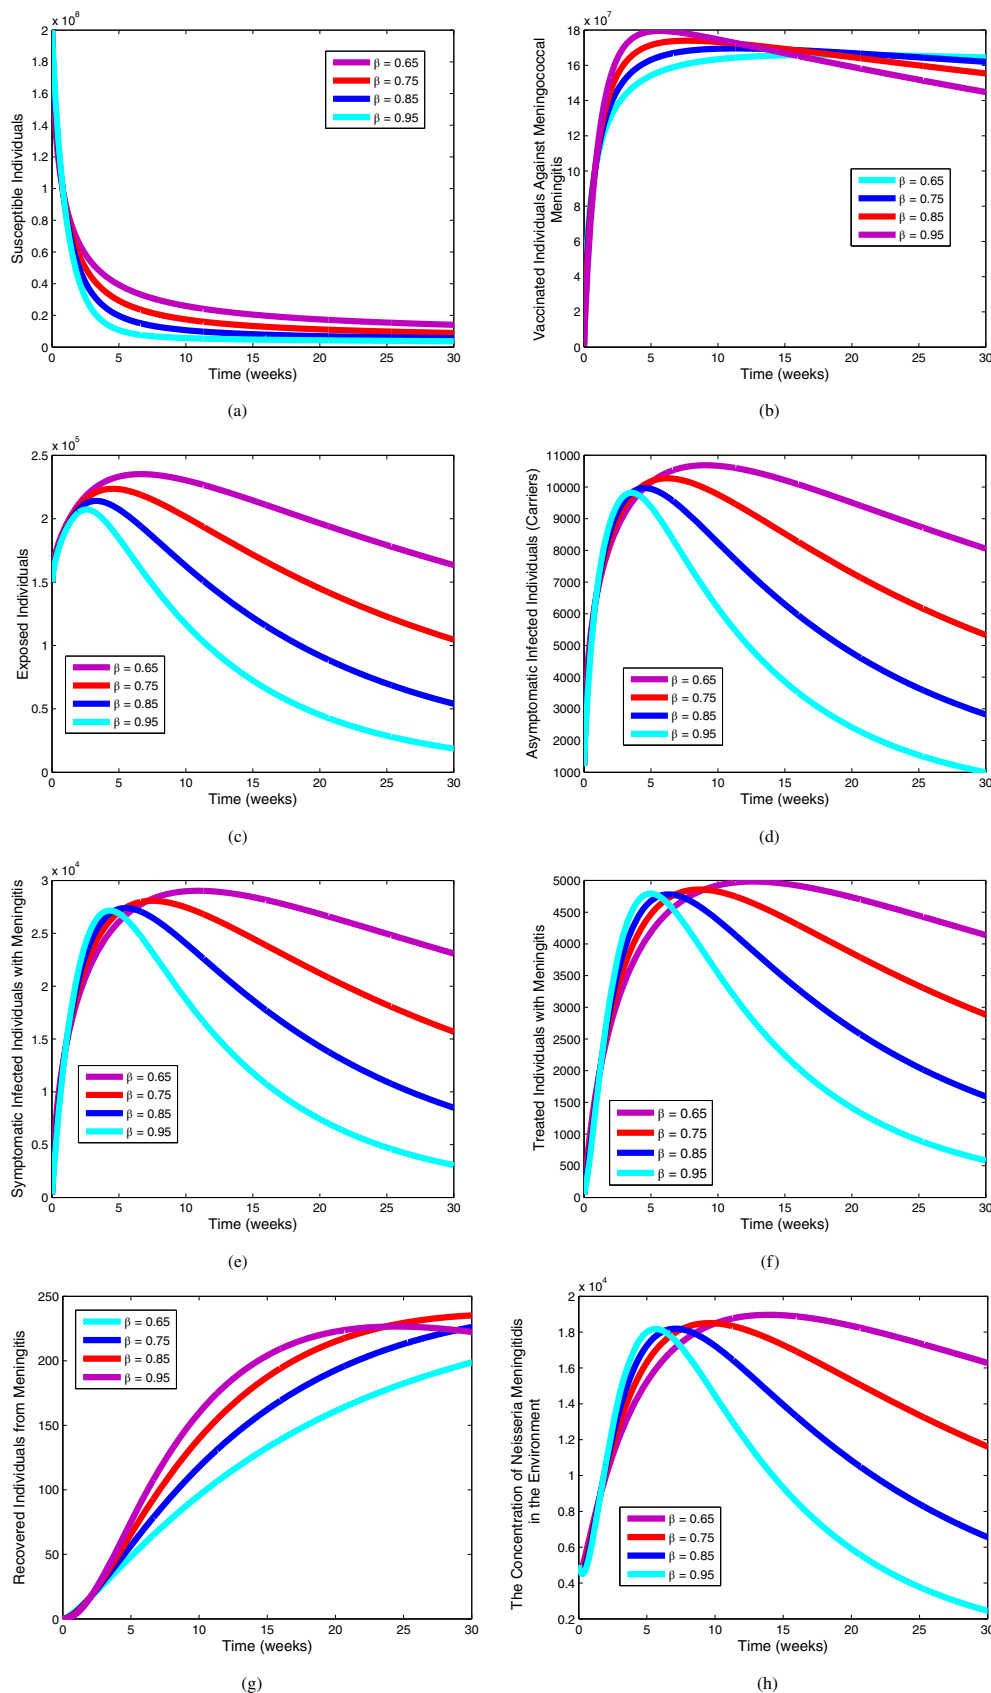 x 10^8
2
1.8
1.6
1.4
1.2
1
0.8
0.6
0.4
0.2
0
Susceptible Individuals
β = 0.65
β = 0.75
β = 0.85
β = 0.95
0 5 10 15 20 25 30
Time (weeks)
(a)
x 10^7
18
16
14
12
10
8
6
4
2
0
Vaccinated Individuals Against Meningococcal
Meningitis
β = 0.65
β = 0.75
β = 0.85
β = 0.95
0 5 10 15 20 25 30
Time (weeks)
(b)
x 10^5
2.5
2
1.5
1
0.5
0
Exposed Individuals
β = 0.65
β = 0.75
β = 0.85
β = 0.95
0 5 10 15 20 25 30
Time (weeks)
(c)
11000
10000
9000
8000
7000
6000
5000
4000
3000
2000
1000
Asymptomatic Infected Individuals (Carriers)
β = 0.65
β = 0.75
β = 0.85
β = 0.95
0 5 10 15 20 25 30
Time (weeks)
(d)
x 10^4
3
2.5
2
1.5
1
0.5
0
Symptomatic Infected Individuals with Meningitis
β = 0.65
β = 0.75
β = 0.85
β = 0.95
0 5 10 15 20 25 30
Time (weeks)
(e)
5000
4500
4000
3500
3000
2500
2000
1500
1000
500
0
Treated Individuals with Meningitis
β = 0.65
β = 0.75
β = 0.85
β = 0.95
0 5 10 15 20 25 30
Time (weeks)
(f)
250
200
150
100
50
0
Recovered Individuals from Meningitis
β = 0.65
β = 0.75
β = 0.85
β = 0.95
0 5 10 15 20 25 30
Time (weeks)
(g)
x 10^4
2
1.8
1.6
1.4
1.2
1
0.8
0.6
0.4
0.2
The Concentration of Neisseria Meningitidis
in the Environment
β = 0.65
β = 0.75
β = 0.85
β = 0.95
0 5 10 15 20 25 30
Time (weeks)
(h)